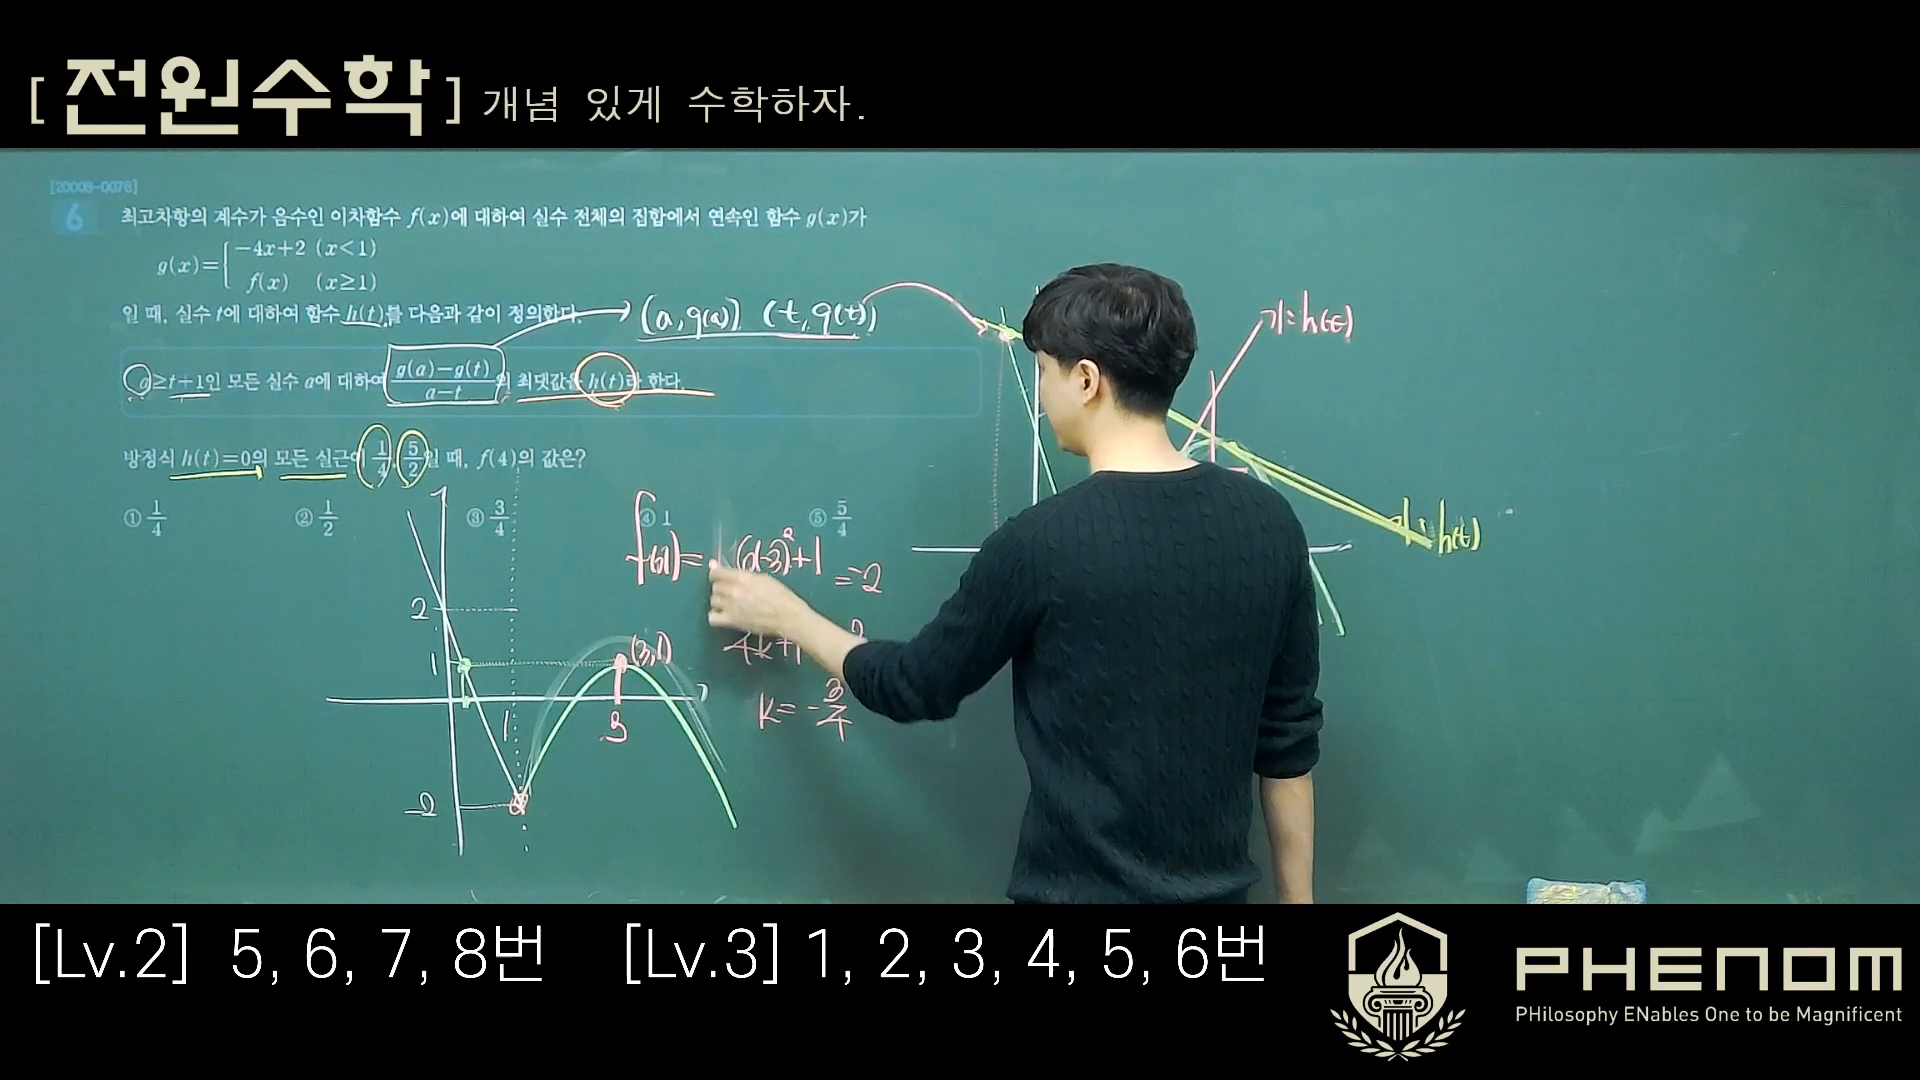 [전원수학] 개념 있게 수학하자.
[20008-0076]
6 최고차항의 계수가 음수인 이차함수 f(x)에 대하여 실수 전체의 집합에서 연속인 함수 g(x)가
g(x)={ -4x+2 (x<1)
f(x) (x≥1)
일 때, 실수 t에 대하여 함수 h(t)를 다음과 같이 정의한다.
(a, g(a)) (t, g(t))
기:h(t)
a≥t+1인 모든 실수 a에 대하여 g(a)-g(t)/a-t 의 최댓값을 h(t)라 한다.
방정식 h(t)=0의 모든 실근이 1/4, 5/2일 때, f(4)의 값은?
① 1/4 ② 1/2 ③ 3/4 ④ 1 ⑤ 5/4
h(t)
=-2
2
1
(3,1)
k=-3/4
1
3
-2
[Lv.2] 5, 6, 7, 8번 [Lv.3] 1, 2, 3, 4, 5, 6번
PHENOM
PHilosophy ENables One to be Magnificent